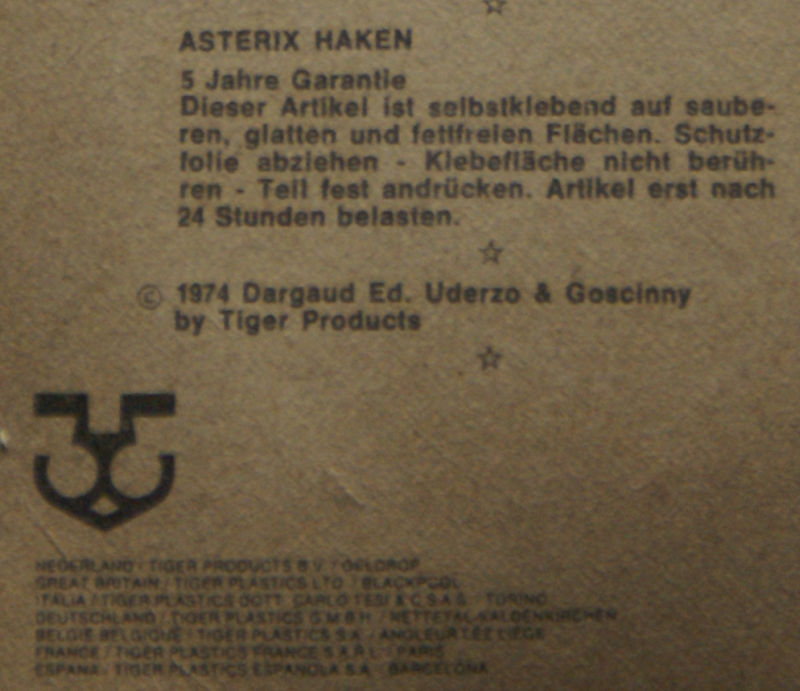 ASTERIX HAKEN
5 Jahre Garantie
Dieser Artikel ist selbstklebend auf saube-
ren, glatten und fettfreien Flächen. Schutz-
folie abziehen - Klebefläche nicht berüh-
ren - Teil fest andrücken. Artikel erst nach
24 Stunden belasten.
© 1974 Dargaud Ed. Uderzo & Goscinny
by Tiger Products
NEDERLAND / TIGER PRODUCTS B.V. / GELDROP
GREAT BRITAIN / TIGER PLASTICS LTD / BLACKPOOL
ITALIA / TIGER PLASTICS DOTT. CARLO TESI & C S.A.S. / TORINO
DEUTSCHLAND / TIGER PLASTICS G.M.B.H. / NETTETAL-KALDENKIRCHEN
BELGIE BELGIQUE / TIGER PLASTICS S.A. / ANGLEUR LEZ LIEGE
FRANCE / TIGER PLASTICS FRANCE S.A.R.L. / PARIS
ESPANA / TIGER PLASTICS ESPANOLA S.A. / BARCELONA